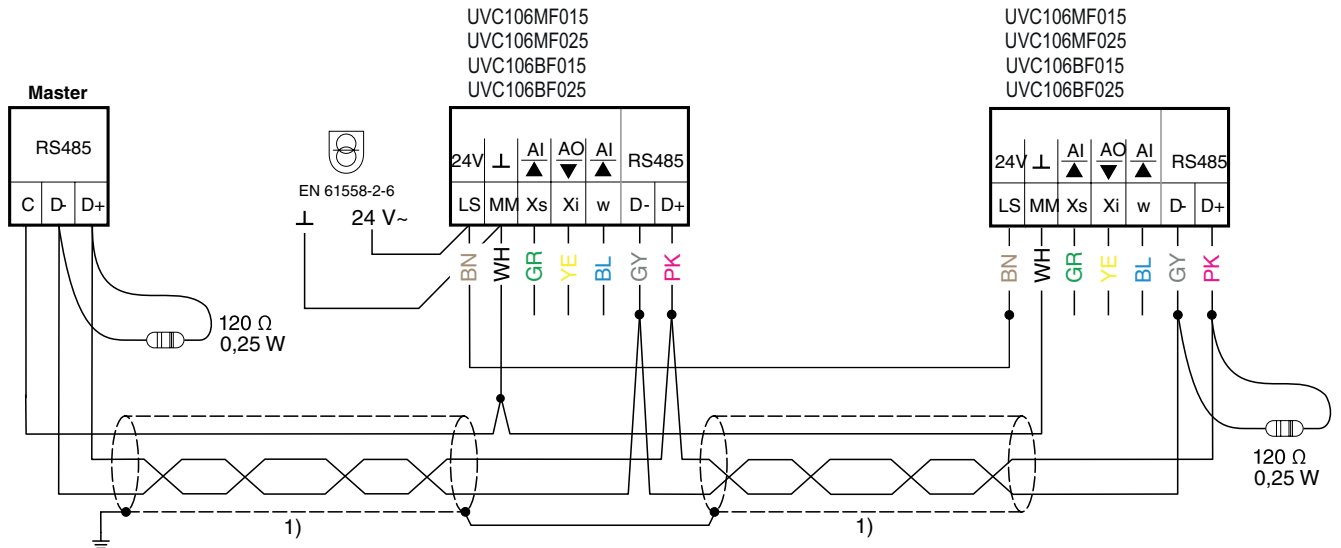 UVC106MF015
UVC106MF025
UVC106BF015
UVC106BF025
UVC106MF015
UVC106MF025
UVC106BF015
UVC106BF025
Master
RS485
C D- D+
EN 61558-2-6
⊥ 24 V~
24V ⊥ AI AO AI RS485
LS MM Xs Xi w D- D+
BN WH GR YE BL GY PK
24V ⊥ AI AO AI RS485
LS MM Xs Xi w D- D+
BN WH GR YE BL GY PK
120 Ω
0,25 W
120 Ω
0,25 W
1)
1)